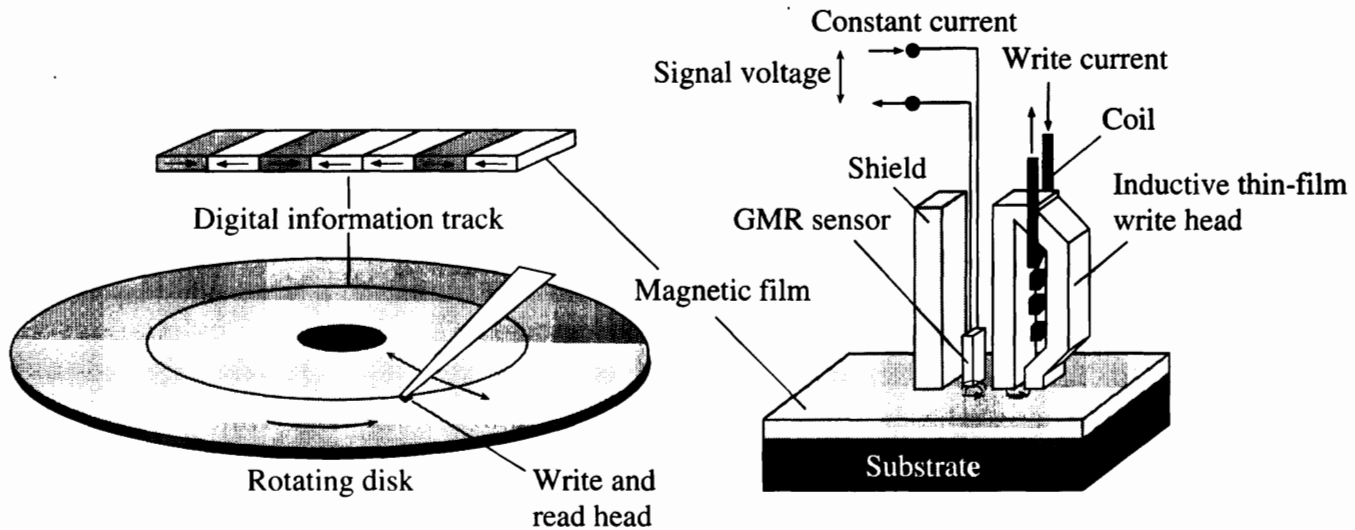 Constant current
Signal voltage
Write current
Coil
Shield
Inductive thin-film
write head
GMR sensor
Digital information track
Magnetic film
Rotating disk
Write and
read head
Substrate